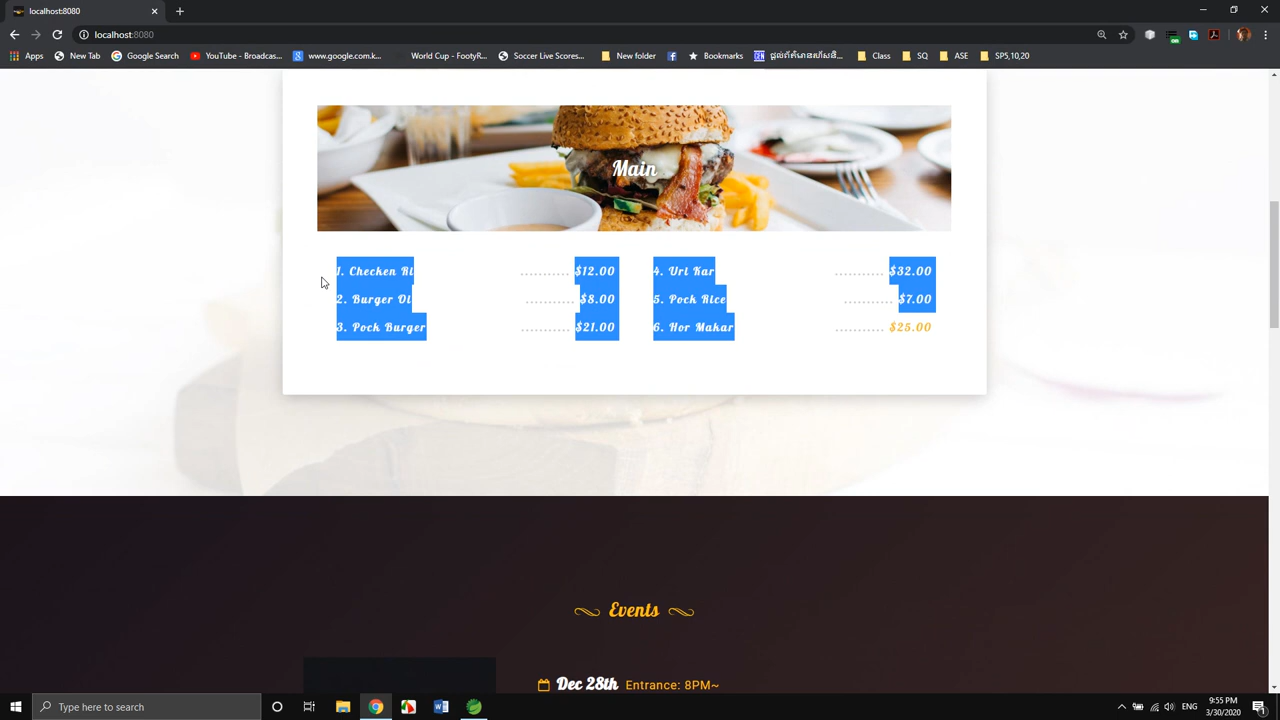 localhost:8080
localhost:8080
Apps
New Tab
Google Search
YouTube - Broadcas...
www.google.com.k...
World Cup - FootyR...
Soccer Live Scores...
New folder
Bookmarks
Class
SQ
ASE
SP5,10,20
Main
1. Checken Ri ........... $12.00
2. Burger Ol ........... $8.00
3. Pock Burger ........... $21.00
4. Url Kar ........... $32.00
5. Pock Rice ........... $7.00
6. Hor Makar ........... $25.00
Events
Dec 28th Entrance: 8PM~
Type here to search
ENG
9:55 PM
3/30/2020